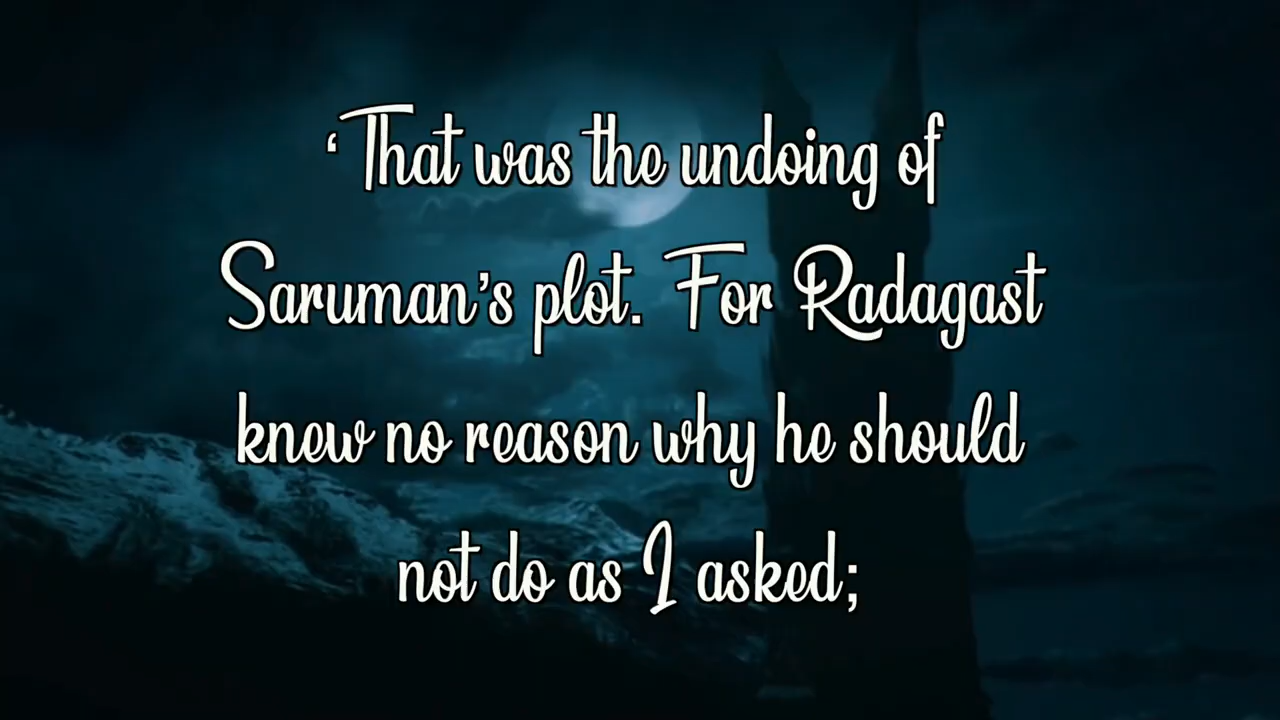 ‘That was the undoing of
Saruman’s plot. For Radagast
knew no reason why he should
not do as I asked;